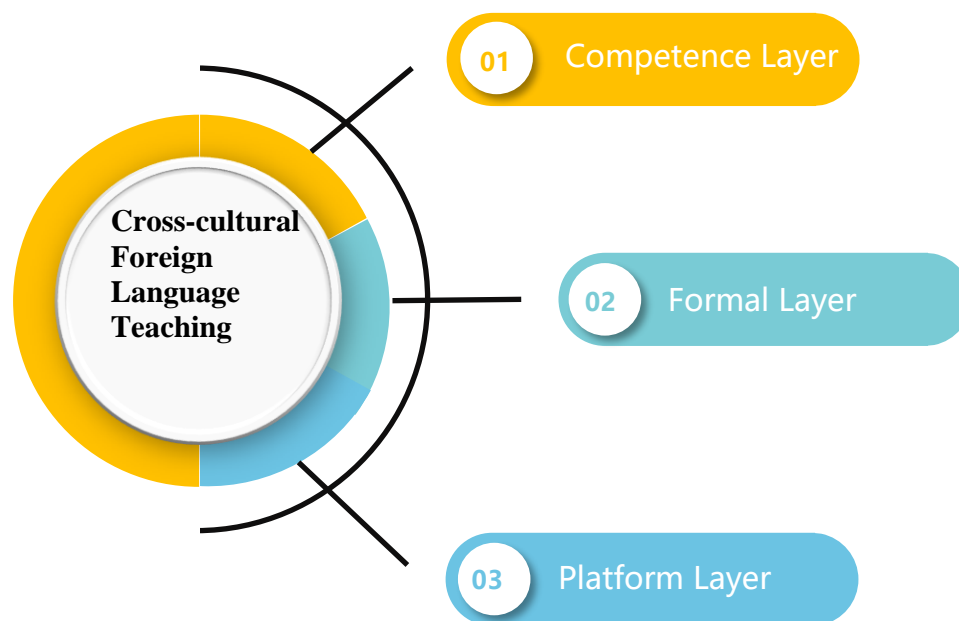 Cross-cultural
Foreign
Language
Teaching
01 Competence Layer
02 Formal Layer
03 Platform Layer